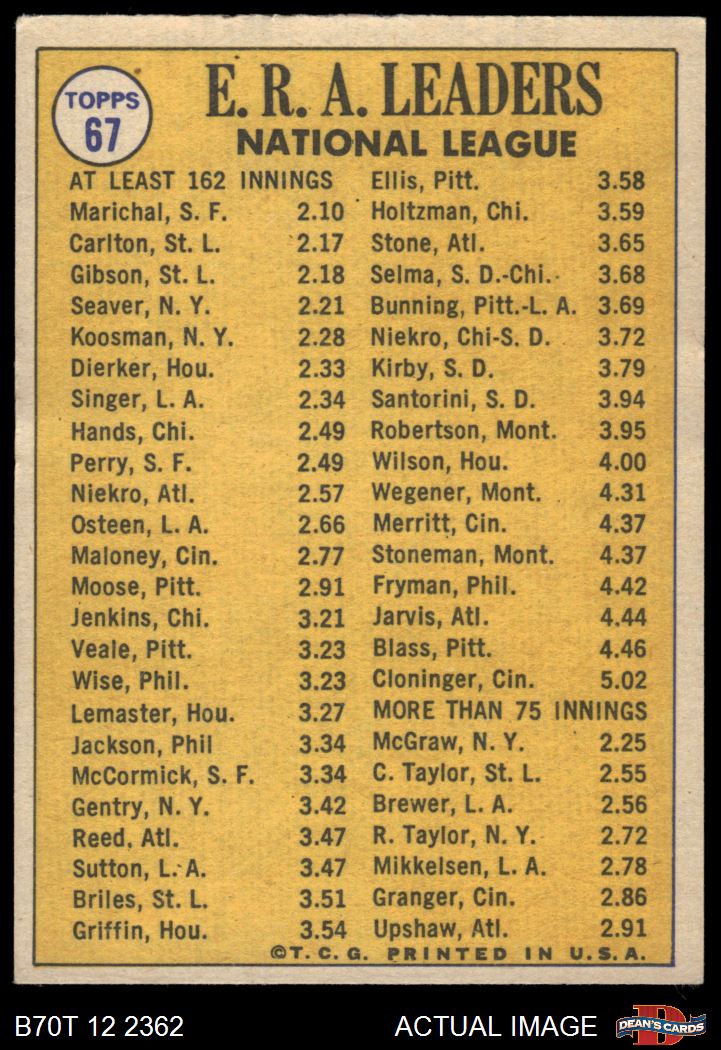 TOPPS
67
E. R. A. LEADERS
NATIONAL LEAGUE
AT LEAST 162 INNINGS
Marichal, S. F. 2.10
Carlton, St. L. 2.17
Gibson, St. L. 2.18
Seaver, N. Y. 2.21
Koosman, N. Y. 2.28
Dierker, Hou. 2.33
Singer, L. A. 2.34
Hands, Chi. 2.49
Perry, S. F. 2.49
Niekro, Atl. 2.57
Osteen, L. A. 2.66
Maloney, Cin. 2.77
Moose, Pitt. 2.91
Jenkins, Chi. 3.21
Veale, Pitt. 3.23
Wise, Phil. 3.23
Lemaster, Hou. 3.27
Jackson, Phil 3.34
McCormick, S. F. 3.34
Gentry, N. Y. 3.42
Reed, Atl. 3.47
Sutton, L. A. 3.47
Briles, St. L. 3.51
Griffin, Hou. 3.54
Ellis, Pitt. 3.58
Holtzman, Chi. 3.59
Stone, Atl. 3.65
Selma, S. D.-Chi. 3.68
Bunning, Pitt.-L. A. 3.69
Niekro, Chi-S. D. 3.72
Kirby, S. D. 3.79
Santorini, S. D. 3.94
Robertson, Mont. 3.95
Wilson, Hou. 4.00
Wegener, Mont. 4.31
Merritt, Cin. 4.37
Stoneman, Mont. 4.37
Fryman, Phil. 4.42
Jarvis, Atl. 4.44
Blass, Pitt. 4.46
Cloninger, Cin. 5.02
MORE THAN 75 INNINGS
McGraw, N. Y. 2.25
C. Taylor, St. L. 2.55
Brewer, L. A. 2.56
R. Taylor, N. Y. 2.72
Mikkelsen, L. A. 2.78
Granger, Cin. 2.86
Upshaw, Atl. 2.91
©T. C. G. PRINTED IN U. S. A.
B70T 12 2362 ACTUAL IMAGE
D
DEAN'S CARDS